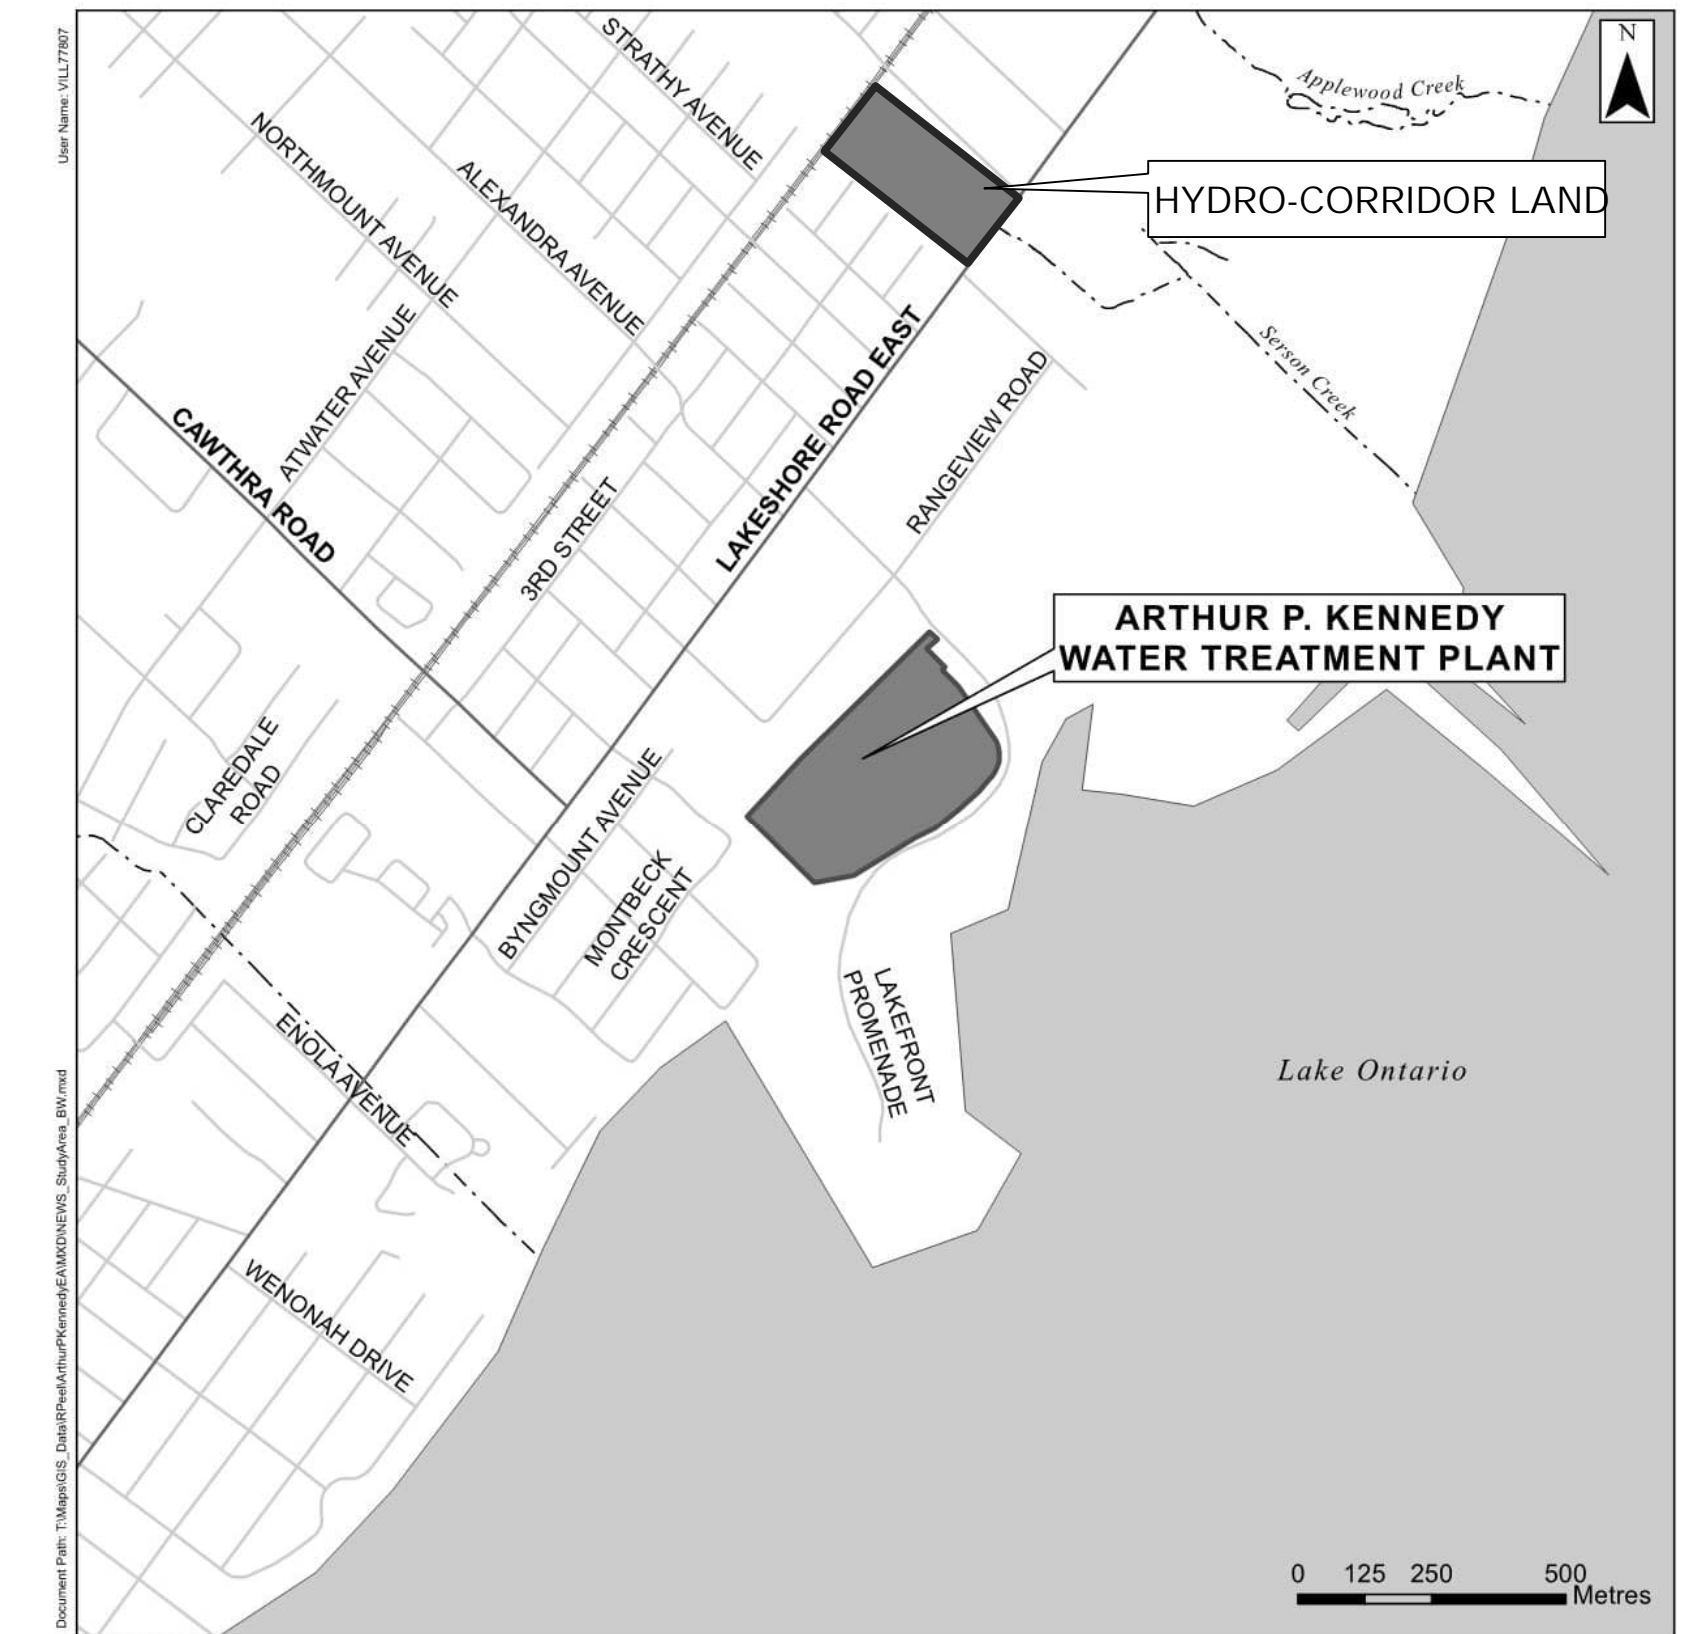 User Name: VILL77807
N
STRATHY AVENUE
Applewood Creek
NORTHMOUNT AVENUE
ALEXANDRA AVENUE
HYDRO-CORRIDOR LAND
ATWATER AVENUE
LAKESHORE ROAD EAST
Serson Creek
CAWTHRA ROAD
RANGEVIEW ROAD
3RD STREET
ARTHUR P. KENNEDY
WATER TREATMENT PLANT
CLAREDALE
ROAD
BYNGMOUNT AVENUE
MONTBECK
CRESCENT
LAKEFRONT
PROMENADE
ENOLA AVENUE
Lake Ontario
WENONAH DRIVE
Document Path: T:\Maps\GIS_Data\RPeel\ArthurPKennedyEA\MXD\NEWS_StudyArea_BW.mxd
0 125 250 500
Metres